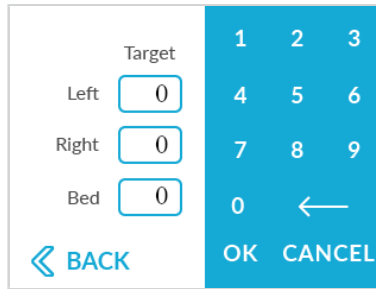 Target
Left 0
Right 0
Bed 0
BACK
1 2 3
4 5 6
7 8 9
0
OK CANCEL